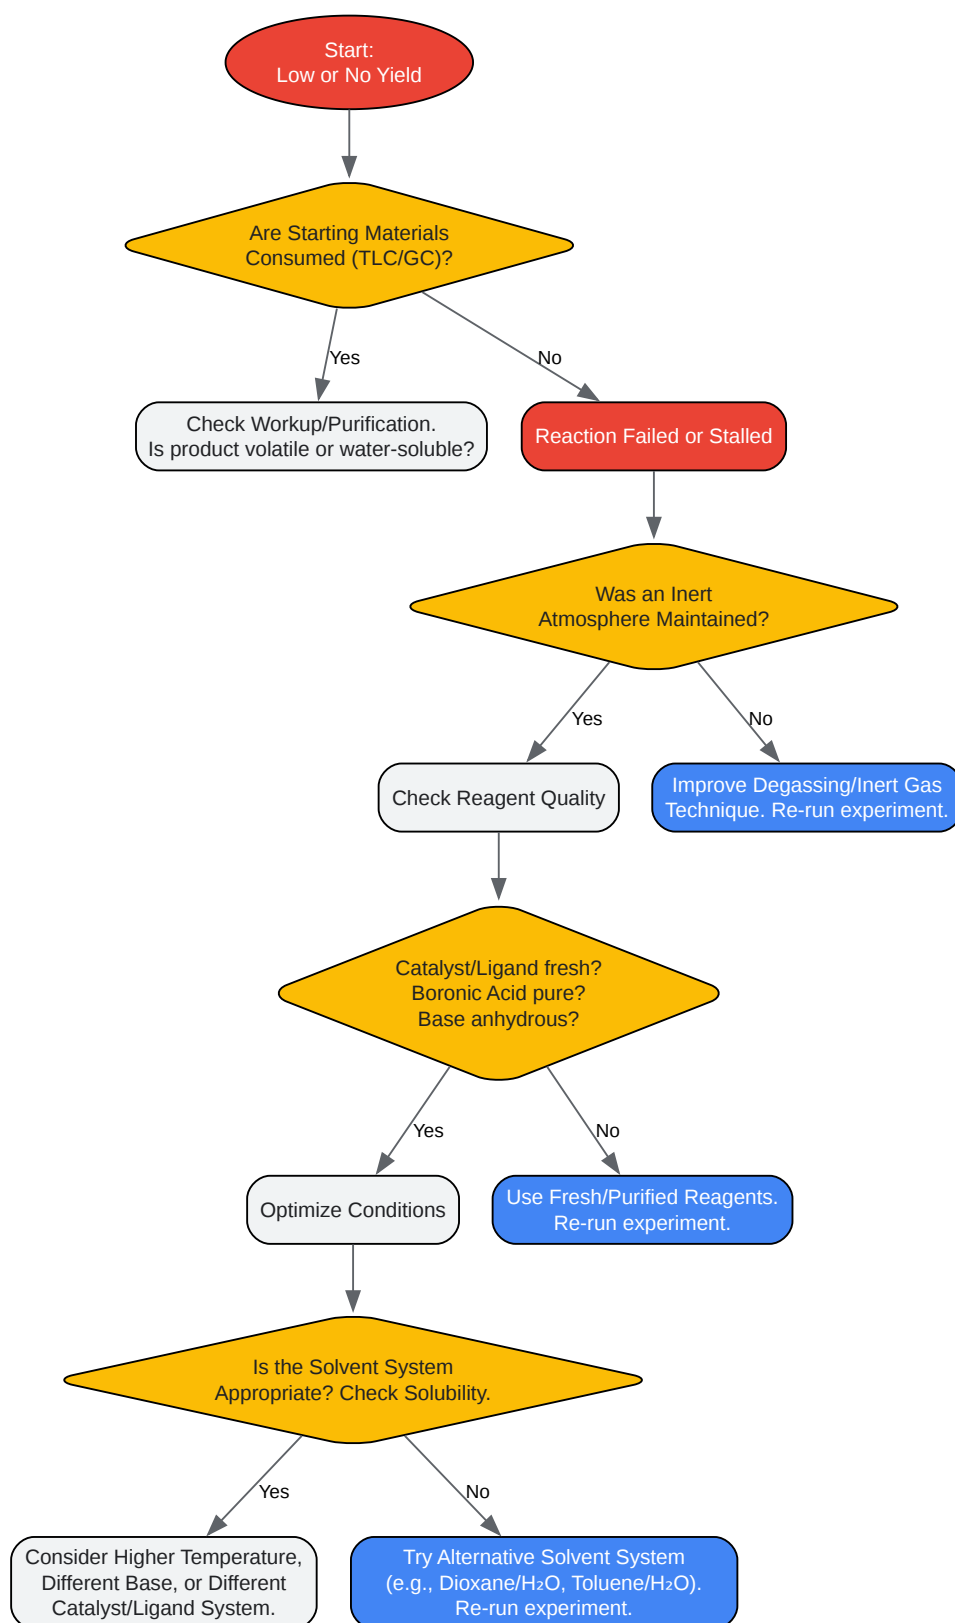 Start:
Low or No Yield
Are Starting Materials
Consumed (TLC/GC)?
Yes
No
Check Workup/Purification.
Is product volatile or water-soluble?
Reaction Failed or Stalled
Was an Inert
Atmosphere Maintained?
Yes
No
Check Reagent Quality
Improve Degassing/Inert Gas
Technique. Re-run experiment.
Catalyst/Ligand fresh?
Boronic Acid pure?
Base anhydrous?
Yes
No
Optimize Conditions
Use Fresh/Purified Reagents.
Re-run experiment.
Is the Solvent System
Appropriate? Check Solubility.
Yes
No
Consider Higher Temperature,
Different Base, or Different
Catalyst/Ligand System.
Try Alternative Solvent System
(e.g., Dioxane/H₂O, Toluene/H₂O).
Re-run experiment.